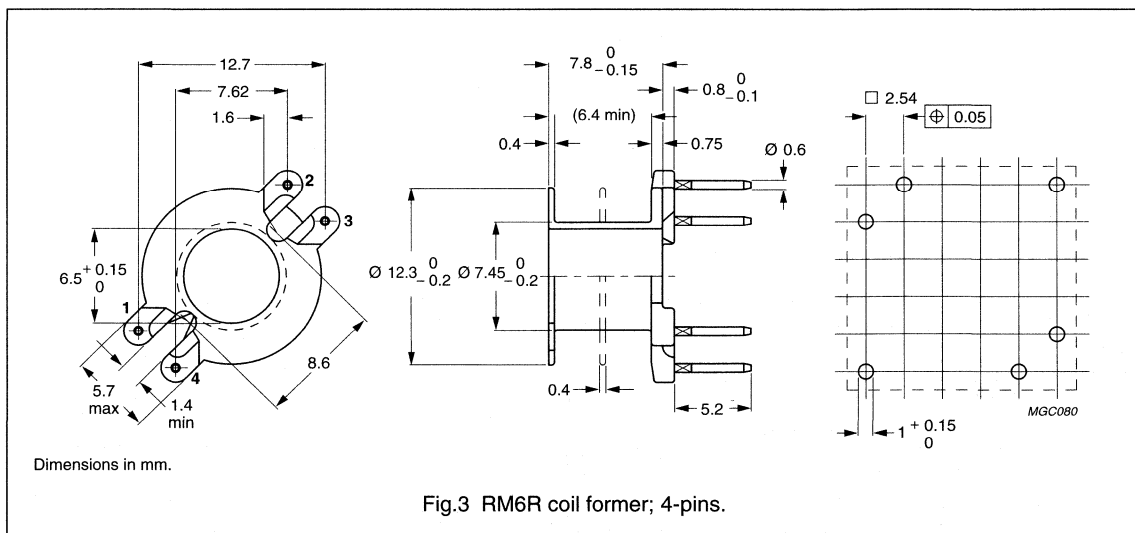 12.7
7.62
1.6
2
3
6.5 + 0.15 0
1
4
5.7 max
1.4 min
8.6
7.8 0 −0.15
0.8 0 −0.1
(6.4 min)
0.4
0.75
Ø 0.6
Ø 12.3 0 −0.2
Ø 7.45 0 −0.2
0.4
5.2
□ 2.54
⌖ 0.05
MGC080
1 + 0.15 0
Dimensions in mm.
Fig.3 RM6R coil former; 4-pins.